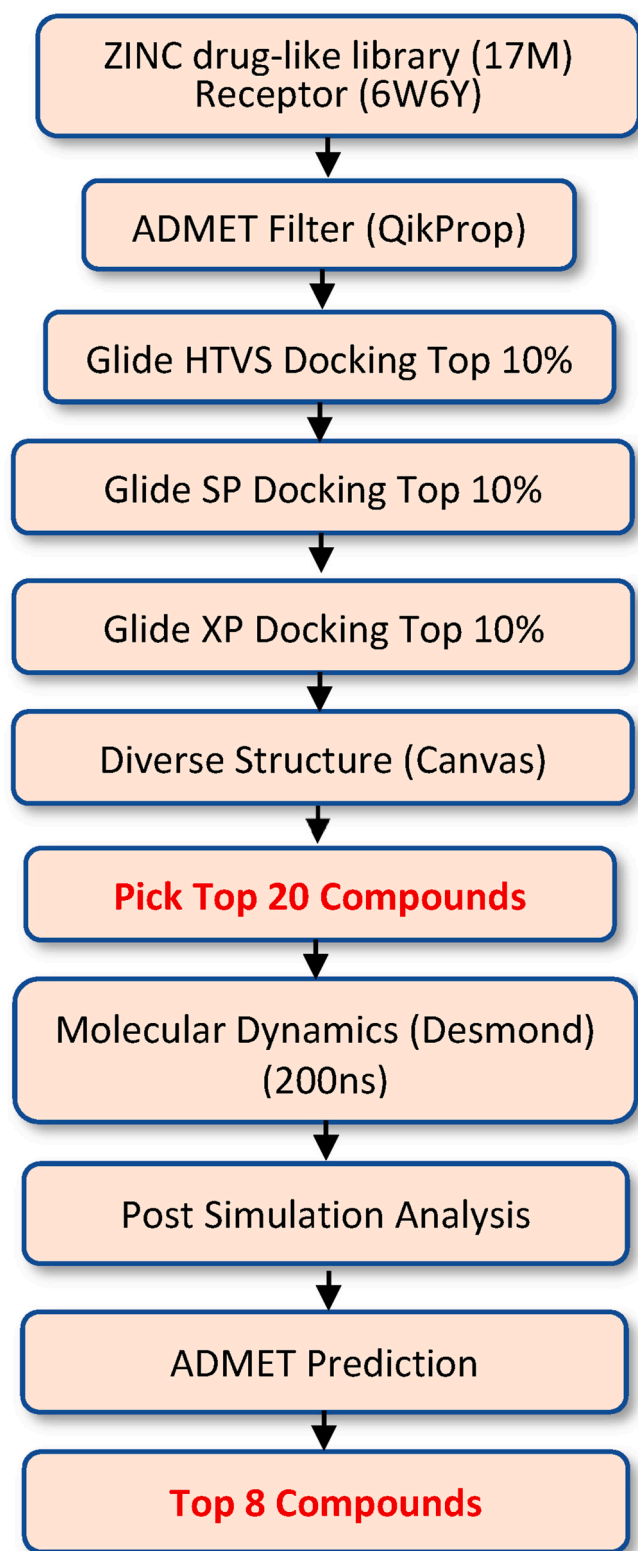 ZINC drug-like library (17M)
Receptor (6W6Y)
ADMET Filter (QikProp)
Glide HTVS Docking Top 10%
Glide SP Docking Top 10%
Glide XP Docking Top 10%
Diverse Structure (Canvas)
Pick Top 20 Compounds
Molecular Dynamics (Desmond)
(200ns)
Post Simulation Analysis
ADMET Prediction
Top 8 Compounds